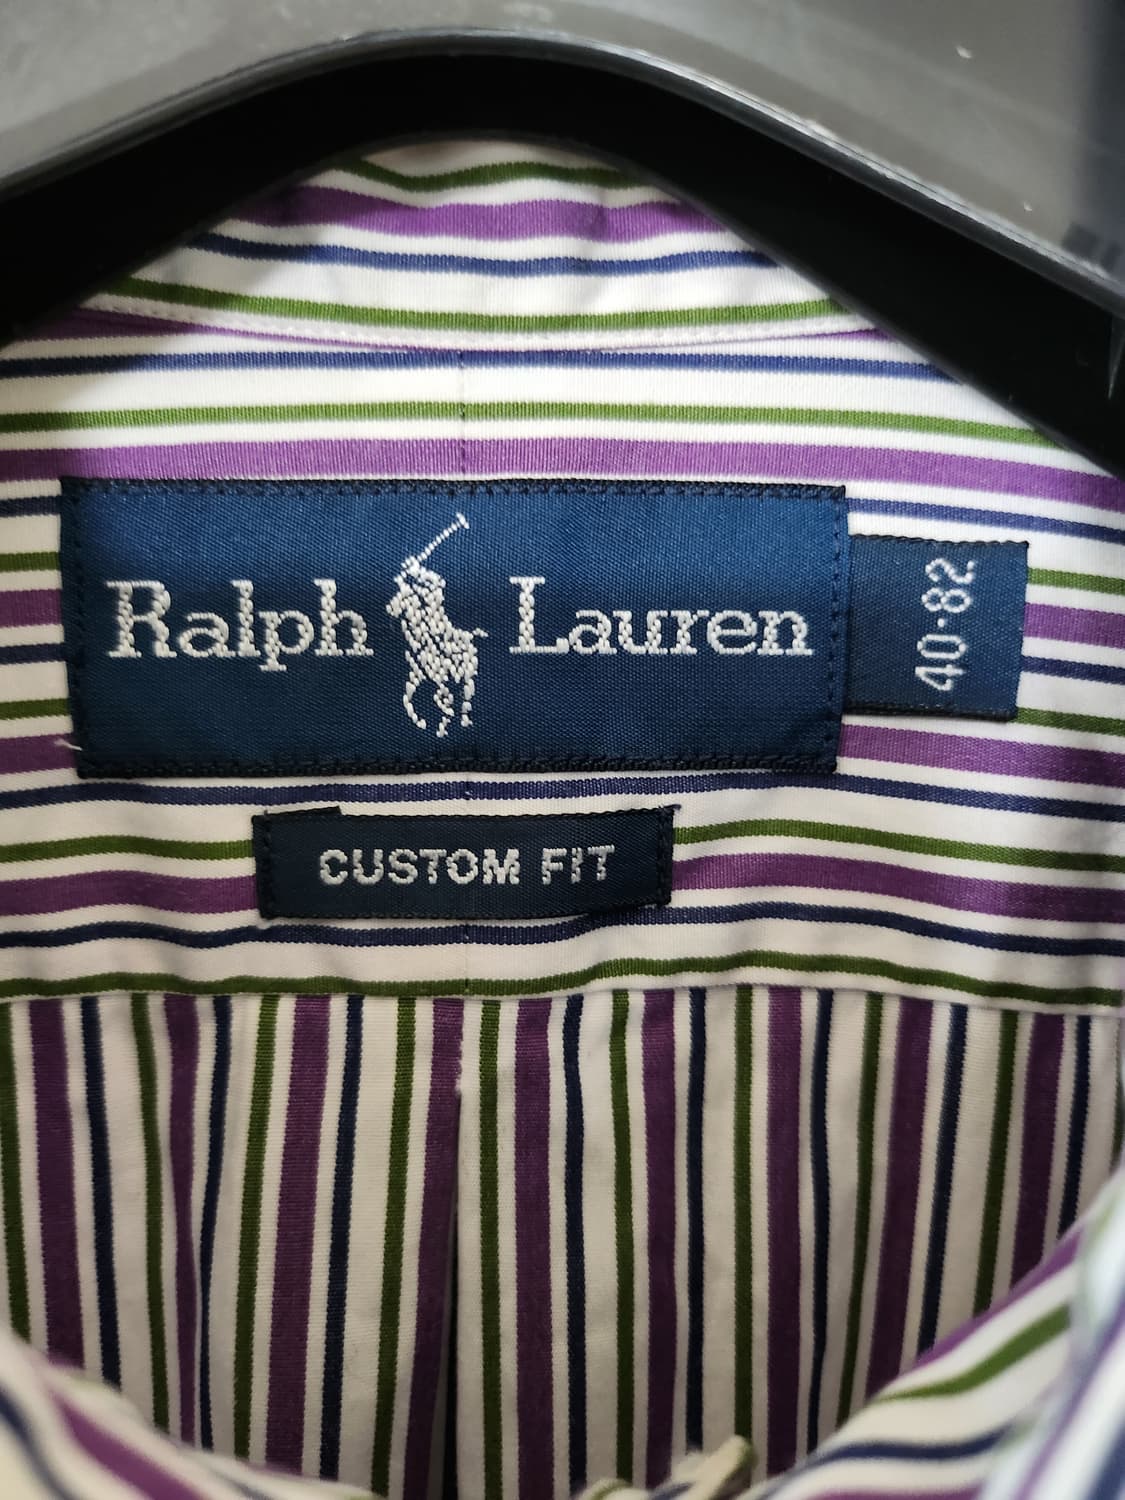 Ralph Lauren
40-82
CUSTOM FIT